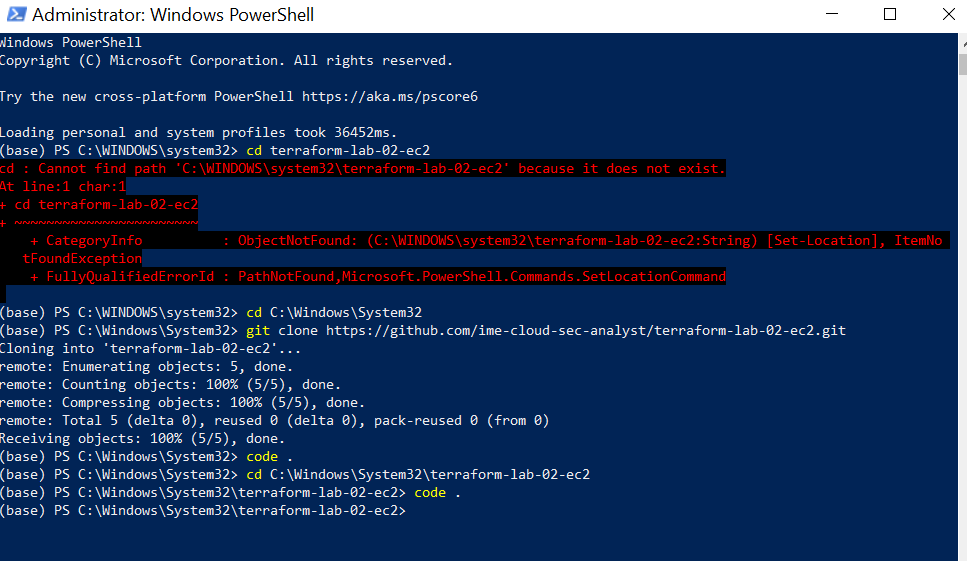 Administrator: Windows PowerShell
Windows PowerShell
Copyright (C) Microsoft Corporation. All rights reserved.
Try the new cross-platform PowerShell https://aka.ms/pscore6
Loading personal and system profiles took 36452ms.
(base) PS C:\WINDOWS\system32> cd terraform-lab-02-ec2
cd : Cannot find path 'C:\WINDOWS\system32\terraform-lab-02-ec2' because it does not exist.
At line:1 char:1
+ cd terraform-lab-02-ec2
+ ~~~~~~~~~~~~~~~~~~~~~~~
+ CategoryInfo          : ObjectNotFound: (C:\WINDOWS\system32\terraform-lab-02-ec2:String) [Set-Location], ItemNo
tFoundException
+ FullyQualifiedErrorId : PathNotFound,Microsoft.PowerShell.Commands.SetLocationCommand
(base) PS C:\WINDOWS\system32> cd C:\Windows\System32
(base) PS C:\Windows\System32> git clone https://github.com/ime-cloud-sec-analyst/terraform-lab-02-ec2.git
Cloning into 'terraform-lab-02-ec2'...
remote: Enumerating objects: 5, done.
remote: Counting objects: 100% (5/5), done.
remote: Compressing objects: 100% (5/5), done.
remote: Total 5 (delta 0), reused 0 (delta 0), pack-reused 0 (from 0)
Receiving objects: 100% (5/5), done.
(base) PS C:\Windows\System32> code .
(base) PS C:\Windows\System32> cd C:\Windows\System32\terraform-lab-02-ec2
(base) PS C:\Windows\System32\terraform-lab-02-ec2> code .
(base) PS C:\Windows\System32\terraform-lab-02-ec2>